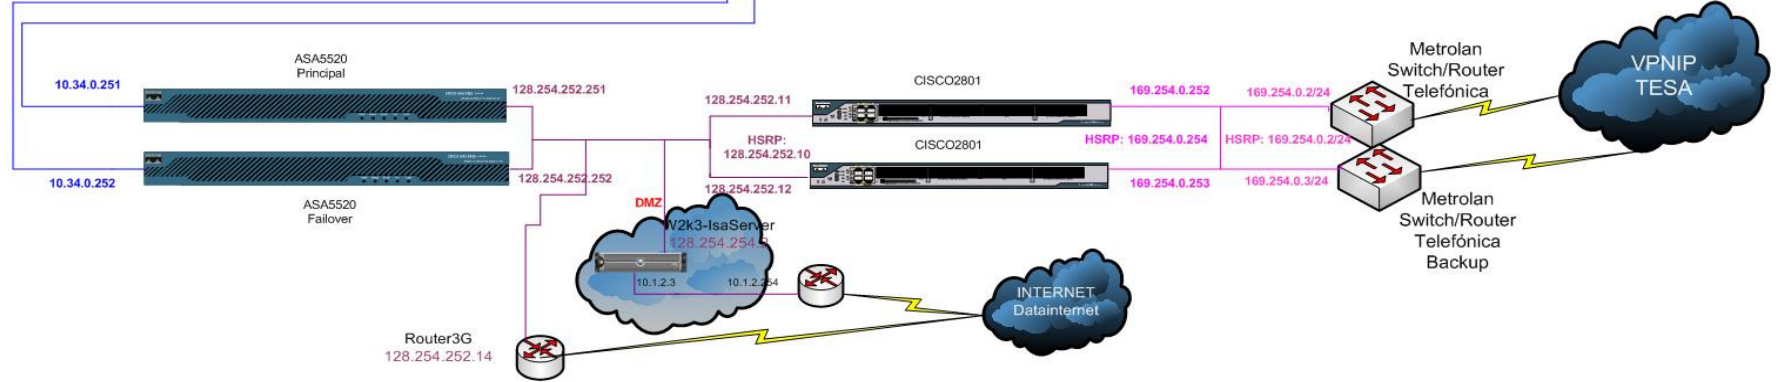 ASA5520
Principal
10.34.0.251
128.254.252.251
10.34.0.252
128.254.252.252
ASA5520
Failover
CISCO2801
128.254.252.11
HSRP:
128.254.252.10
CISCO2801
128.254.252.12
169.254.0.252
169.254.0.2/24
HSRP: 169.254.0.254
HSRP: 169.254.0.2/24
169.254.0.253
169.254.0.3/24
Metrolan
Switch/Router
Telefónica
VPNIP
TESA
Metrolan
Switch/Router
Telefónica
Backup
DMZ
W2k3-IsaServer
10.1.2.3
10.1.2.254
INTERNET
Datainternet
Router3G
128.254.252.14